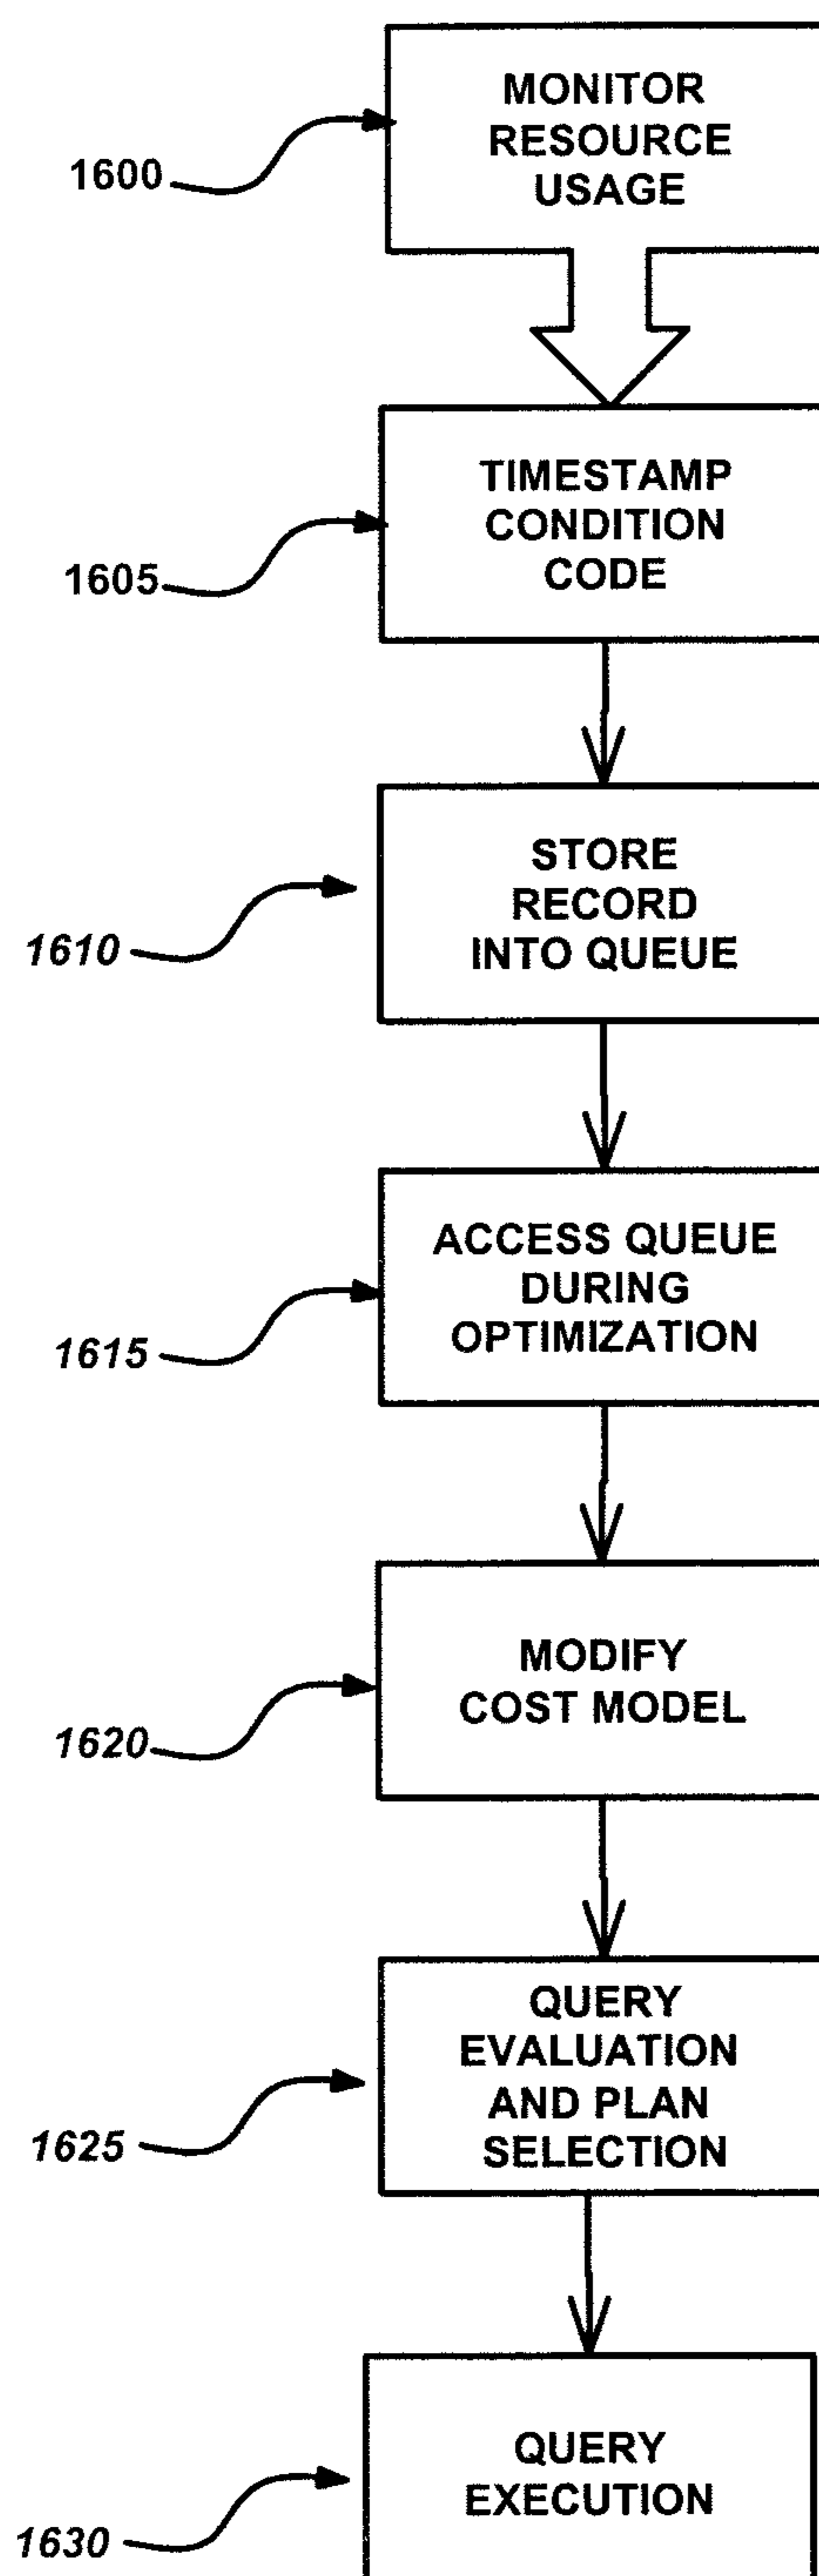 MONITOR
RESOURCE
USAGE
1600
TIMESTAMP
CONDITION
CODE
1605
STORE
RECORD
INTO QUEUE
1610
ACCESS QUEUE
DURING
OPTIMIZATION
1615
MODIFY
COST MODEL
1620
QUERY
EVALUATION
AND PLAN
SELECTION
1625
QUERY
EXECUTION
1630